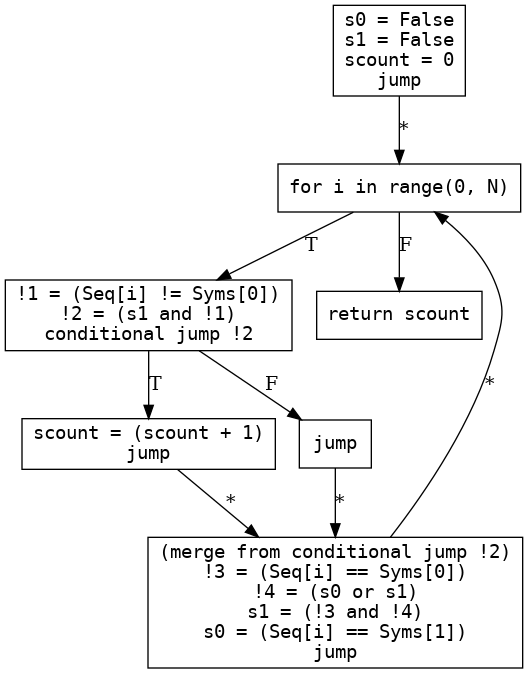 s0 = False
s1 = False
scount = 0
jump
*
for i in range(0, N)
T
F
!1 = (Seq[i] != Syms[0])
!2 = (s1 and !1)
conditional jump !2
return scount
T
F
*
scount = (scount + 1)
jump
jump
*
*
(merge from conditional jump !2)
!3 = (Seq[i] == Syms[0])
!4 = (s0 or s1)
s1 = (!3 and !4)
s0 = (Seq[i] == Syms[1])
jump